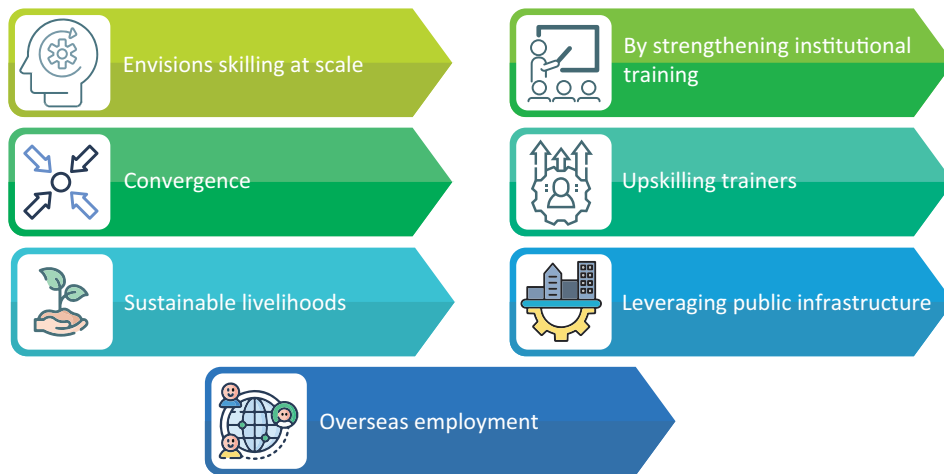 Envisions skilling at scale
By strengthening institutional
training
Convergence
Upskilling trainers
Sustainable livelihoods
Leveraging public infrastructure
Overseas employment